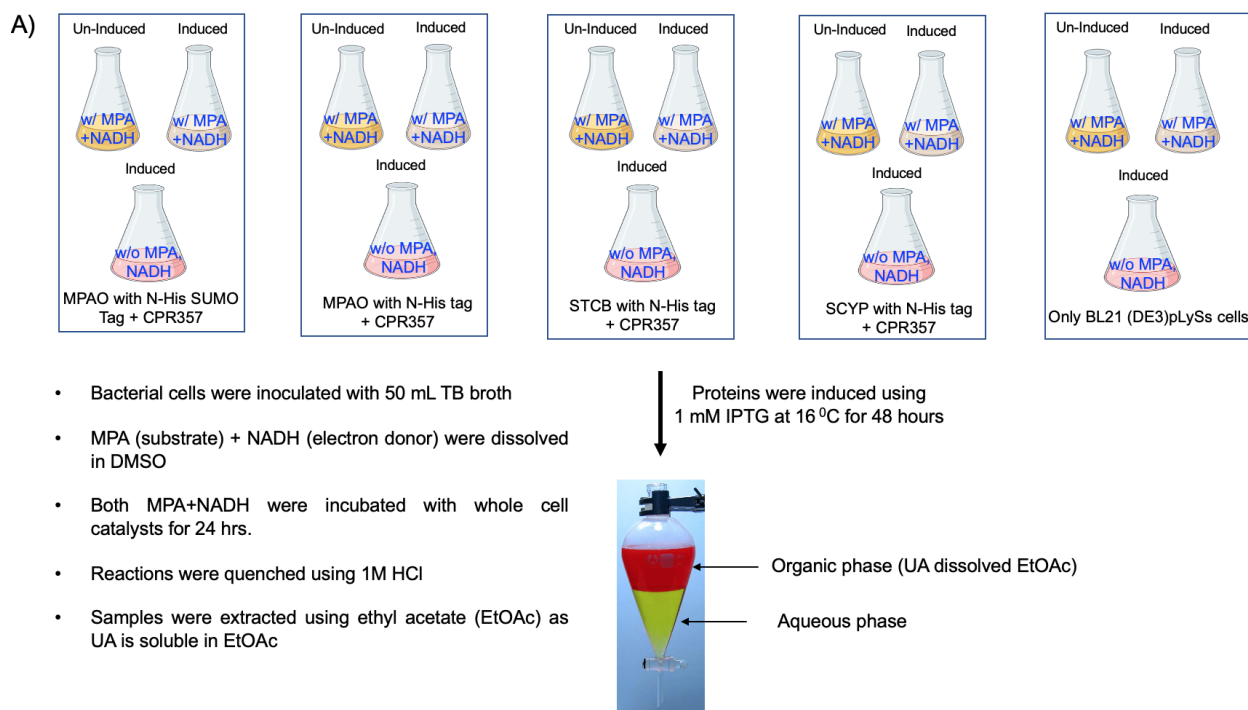 A)
Un-Induced
Induced
w/ MPA
+NADH
w/ MPA
+NADH
Induced
w/o MPA,
NADH
MPAO with N-His SUMO
Tag + CPR357
Un-Induced
Induced
w/ MPA
+NADH
w/ MPA
+NADH
Induced
w/o MPA,
NADH
MPAO with N-His tag
+ CPR357
Un-Induced
Induced
w/ MPA
+NADH
w/ MPA
+NADH
Induced
w/o MPA,
NADH
STCB with N-His tag
+ CPR357
Un-Induced
Induced
w/ MPA
+NADH
w/ MPA
+NADH
Induced
w/o MPA,
NADH
SCYP with N-His tag
+ CPR357
Un-Induced
Induced
w/ MPA
+NADH
w/ MPA
+NADH
Induced
w/o MPA,
NADH
Only BL21 (DE3)pLySs cells
• Bacterial cells were inoculated with 50 mL TB broth
• MPA (substrate) + NADH (electron donor) were dissolved
in DMSO
• Both MPA+NADH were incubated with whole cell
catalysts for 24 hrs.
• Reactions were quenched using 1M HCl
• Samples were extracted using ethyl acetate (EtOAc) as
UA is soluble in EtOAc
Proteins were induced using
1 mM IPTG at 16 ⁰C for 48 hours
Organic phase (UA dissolved EtOAc)
Aqueous phase